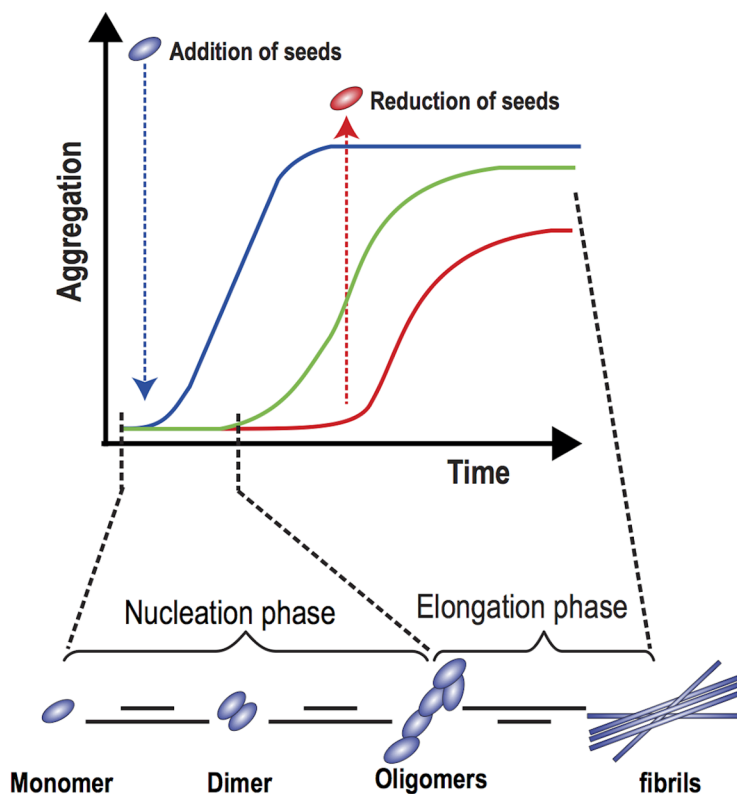 Addition of seeds
Reduction of seeds
Aggregation
Time
Nucleation phase
Elongation phase
Monomer
Dimer
Oligomers
fibrils